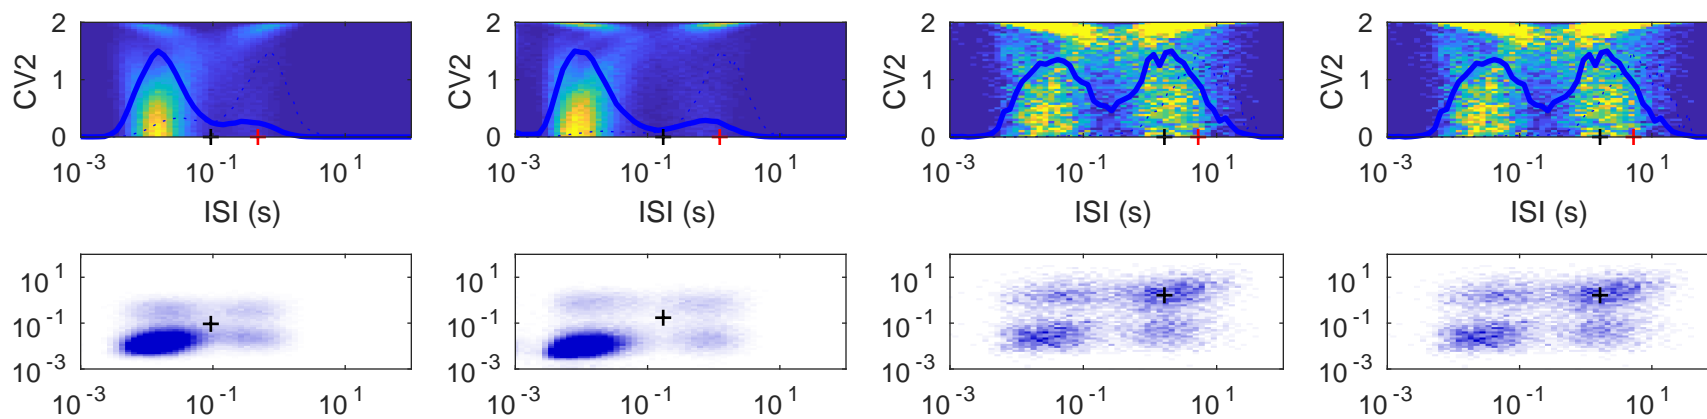 2 2 2 2
CV2 CV2 CV2 CV2
1 1 1 1
0 0 0 0
10^-3 10^-1 10^1 10^-3 10^-1 10^1 10^-3 10^-1 10^1 10^-3 10^-1 10^1
ISI (s) ISI (s) ISI (s) ISI (s)
10^1 10^1 10^1 10^1
10^-1 10^-1 10^-1 10^-1
10^-3 10^-3 10^-3 10^-3
10^-3 10^-1 10^1 10^-3 10^-1 10^1 10^-3 10^-1 10^1 10^-3 10^-1 10^1